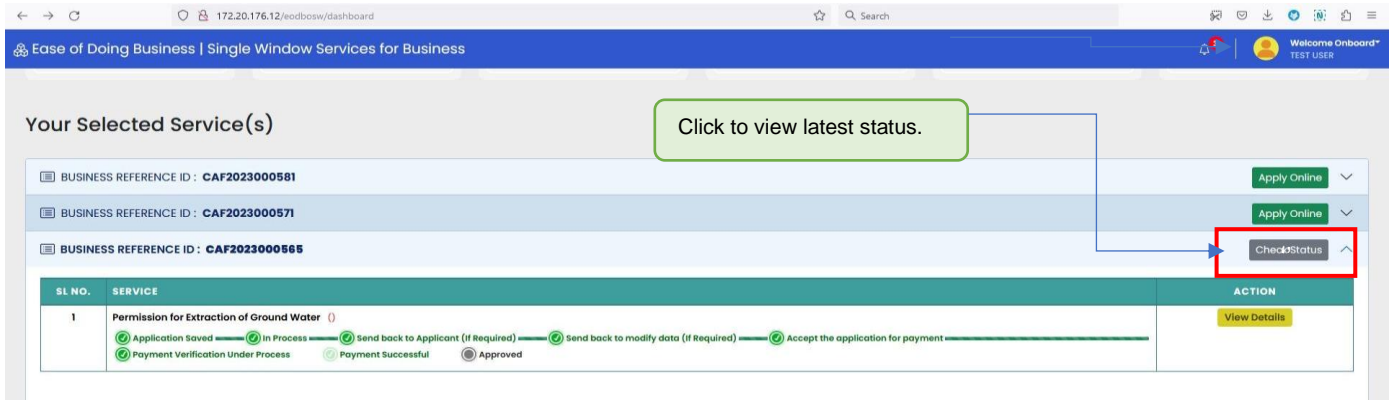 172.20.176.12/eodbosw/dashboard
Search
Ease of Doing Business | Single Window Services for Business
Welcome Onboard
TEST USER
Your Selected Service(s)
Click to view latest status.
BUSINESS REFERENCE ID : CAF2023000581
Apply Online
BUSINESS REFERENCE ID : CAF2023000571
Apply Online
BUSINESS REFERENCE ID : CAF2023000565
Check Status
SL NO. SERVICE ACTION
1 Permission for Extraction of Ground Water () View Details
Application Saved In Process Send back to Applicant (If Required) Send back to modify data (If Required) Accept the application for payment
Payment Verification Under Process Payment Successful Approved